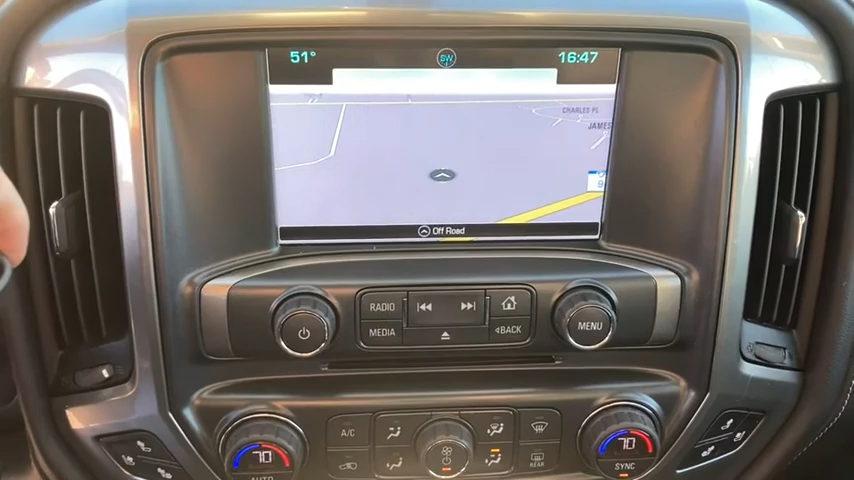 51° SW 16:47
CHARLES PL
JAMES
Off Road
RADIO
MEDIA
BACK
MENU
A/C
REAR
70
AUTO
70
SYNC